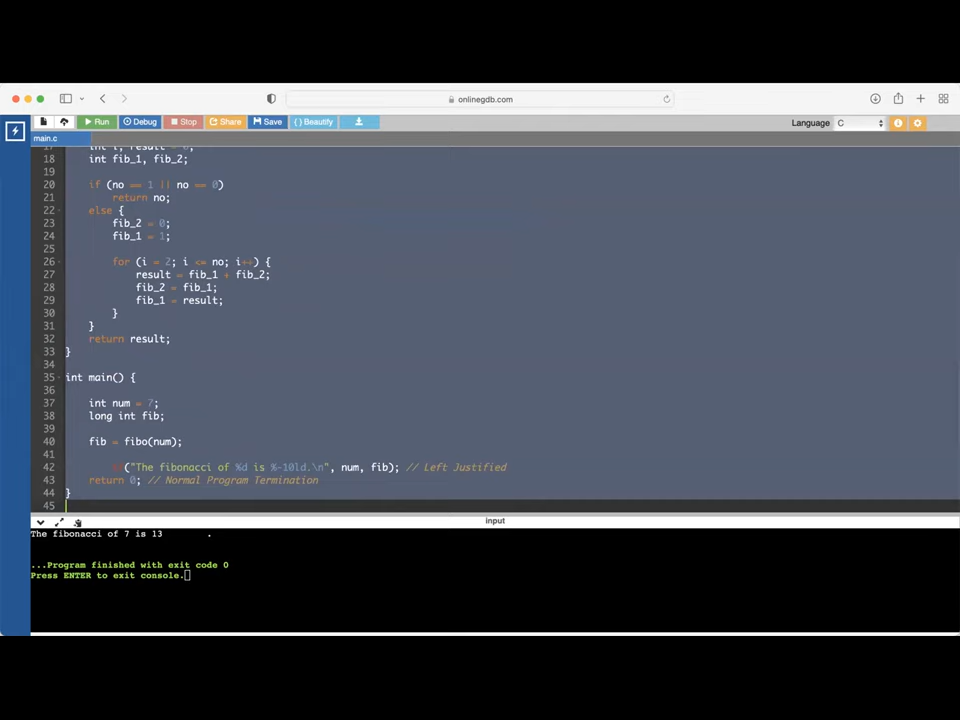 onlinegdb.com
Run Debug Stop Share Save { } Beautify Language C
main.c
17 int i, result = 0;
18 int fib_1, fib_2;
19
20 if (no == 1 || no == 0)
21 return no;
22 else {
23 fib_2 = 0;
24 fib_1 = 1;
25
26 for (i = 2; i <= no; i++) {
27 result = fib_1 + fib_2;
28 fib_2 = fib_1;
29 fib_1 = result;
30 }
31 }
32 return result;
33 }
34
35 int main() {
36
37 int num = 7;
38 long int fib;
39
40 fib = fibo(num);
41
42 ("The fibonacci of %d is %-10ld.\n", num, fib); // Left Justified
43 return 0; // Normal Program Termination
44 }
45
input
The fibonacci of 7 is 13 .
...Program finished with exit code 0
Press ENTER to exit console.